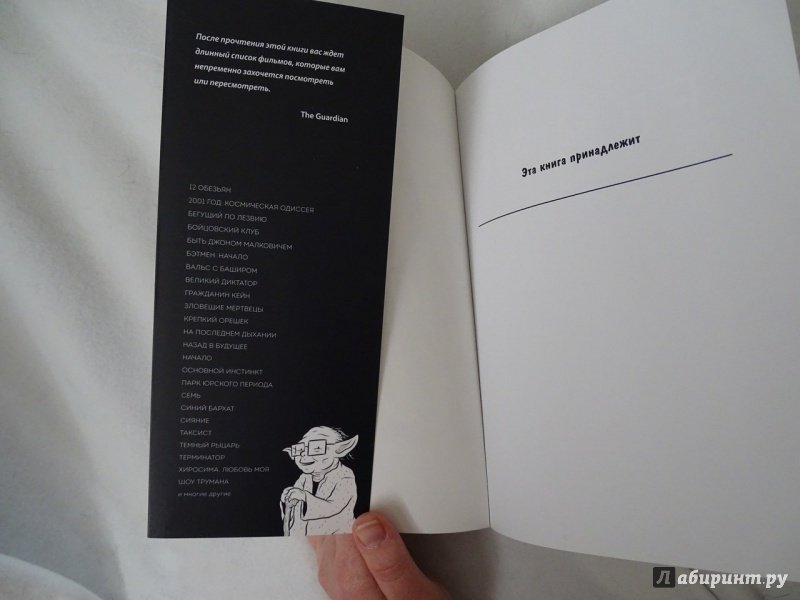 После прочтения этой книги вас ждет
длинный список фильмов, которые вам
непременно захочется посмотреть
или пересмотреть.
The Guardian
12 ОБЕЗЬЯН
2001 ГОД: КОСМИЧЕСКАЯ ОДИССЕЯ
БЕГУЩИЙ ПО ЛЕЗВИЮ
БОЙЦОВСКИЙ КЛУБ
БЫТЬ ДЖОНОМ МАЛКОВИЧЕМ
БЭТМЕН. НАЧАЛО
ВАЛЬС С БАШИРОМ
ВЕЛИКИЙ ДИКТАТОР
ГРАЖДАНИН КЕЙН
ЗЛОВЕЩИЕ МЕРТВЕЦЫ
КРЕПКИЙ ОРЕШЕК
НА ПОСЛЕДНЕМ ДЫХАНИИ
НАЗАД В БУДУЩЕЕ
НАЧАЛО
ОСНОВНОЙ ИНСТИНКТ
ПАРК ЮРСКОГО ПЕРИОДА
СЕМЬ
СИНИЙ БАРХАТ
СИЯНИЕ
ТАКСИСТ
ТЕМНЫЙ РЫЦАРЬ
ТЕРМИНАТОР
ХИРОСИМА, ЛЮБОВЬ МОЯ
ШОУ ТРУМАНА
и многие другие
Эта книга принадлежит
Лабиринт.ру